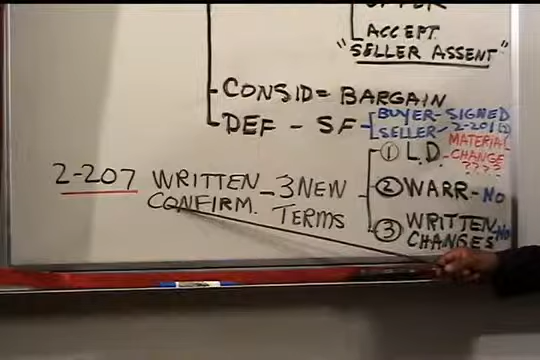 OFFER
ACCEPT.
"SELLER ASSENT"
CONSID = BARGAIN
DEF - SF
BUYER - SIGNED
SELLER - 2-201(2)
2-207 WRITTEN CONFIRM. - 3 NEW TERMS
① L.D. - MATERIAL CHANGE ????
② WARR - NO
③ WRITTEN CHANGES - NO